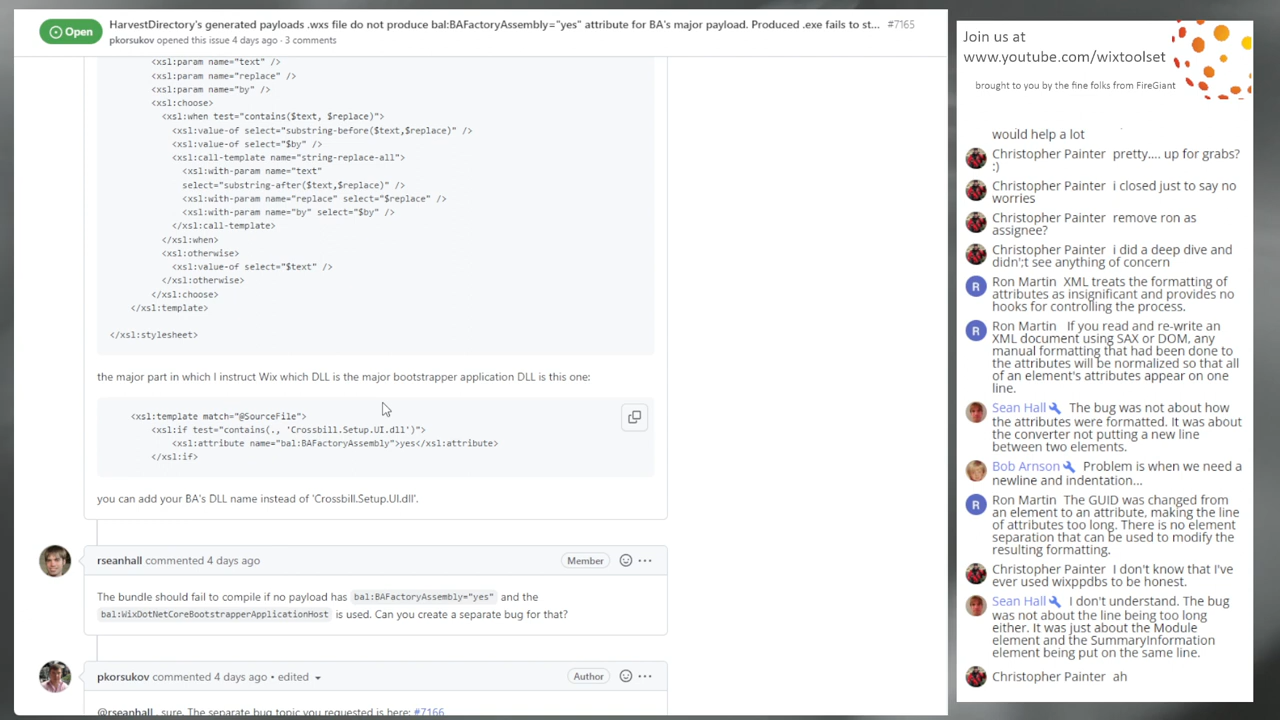 Open
HarvestDirectory's generated payloads .wxs file do not produce bal:BAFactoryAssembly="yes" attribute for BA's major payload. Produced .exe fails to st... #7165
pkorsukov opened this issue 4 days ago · 3 comments
<xsl:param name="text" />
<xsl:param name="replace" />
<xsl:param name="by" />
<xsl:choose>
<xsl:when test="contains($text, $replace)">
<xsl:value-of select="substring-before($text,$replace)" />
<xsl:value-of select="$by" />
<xsl:call-template name="string-replace-all">
<xsl:with-param name="text"
select="substring-after($text,$replace)" />
<xsl:with-param name="replace" select="$replace" />
<xsl:with-param name="by" select="$by" />
</xsl:call-template>
</xsl:when>
<xsl:otherwise>
<xsl:value-of select="$text" />
</xsl:otherwise>
</xsl:choose>
</xsl:template>
</xsl:stylesheet>
the major part in which I instruct Wix which DLL is the major bootstrapper application DLL is this one:
<xsl:template match="@SourceFile">
<xsl:if test="contains(., 'Crossbill.Setup.UI.dll')">
<xsl:attribute name="bal:BAFactoryAssembly">yes</xsl:attribute>
</xsl:if>
you can add your BA's DLL name instead of 'Crossbill.Setup.UI.dll'.
rseanhall commented 4 days ago Member
The bundle should fail to compile if no payload has bal:BAFactoryAssembly="yes" and the
bal:WixDotNetCoreBootstrapperApplicationHost is used. Can you create a separate bug for that?
pkorsukov commented 4 days ago • edited Author
@rseanhall , sure. The separate bug topic you requested is here: #7166
Join us at
www.youtube.com/wixtoolset
brought to you by the fine folks from FireGiant
would help a lot
Christopher Painter pretty.... up for grabs?
:)
Christopher Painter i closed just to say no
worries
Christopher Painter remove ron as
assignee?
Christopher Painter i did a deep dive and
didn';t see anything of concern
R Ron Martin XML treats the formatting of
attributes as insignificant and provides no
hooks for controlling the process.
R Ron Martin If you read and re-write an
XML document using SAX or DOM, any
manual formatting that had been done to
the attributes will be normalized so that all
of an element's attributes appear on one
line.
Sean Hall The bug was not about how
the attributes were formatted. It was about
the converter not putting a new line
between two elements.
Bob Arnson Problem is when we need a
newline and indentation...
R Ron Martin The GUID was changed from
an element to an attribute, making the line
of attributes too long. There is no element
separation that can be used to modify the
resulting formatting.
Christopher Painter I don't know that I've
ever used wixppdbs to be honest.
Sean Hall I don't understand. The bug
was not about the line being too long
either. It was just about the Module
element and the SummaryInformation
element being put on the same line.
Christopher Painter ah